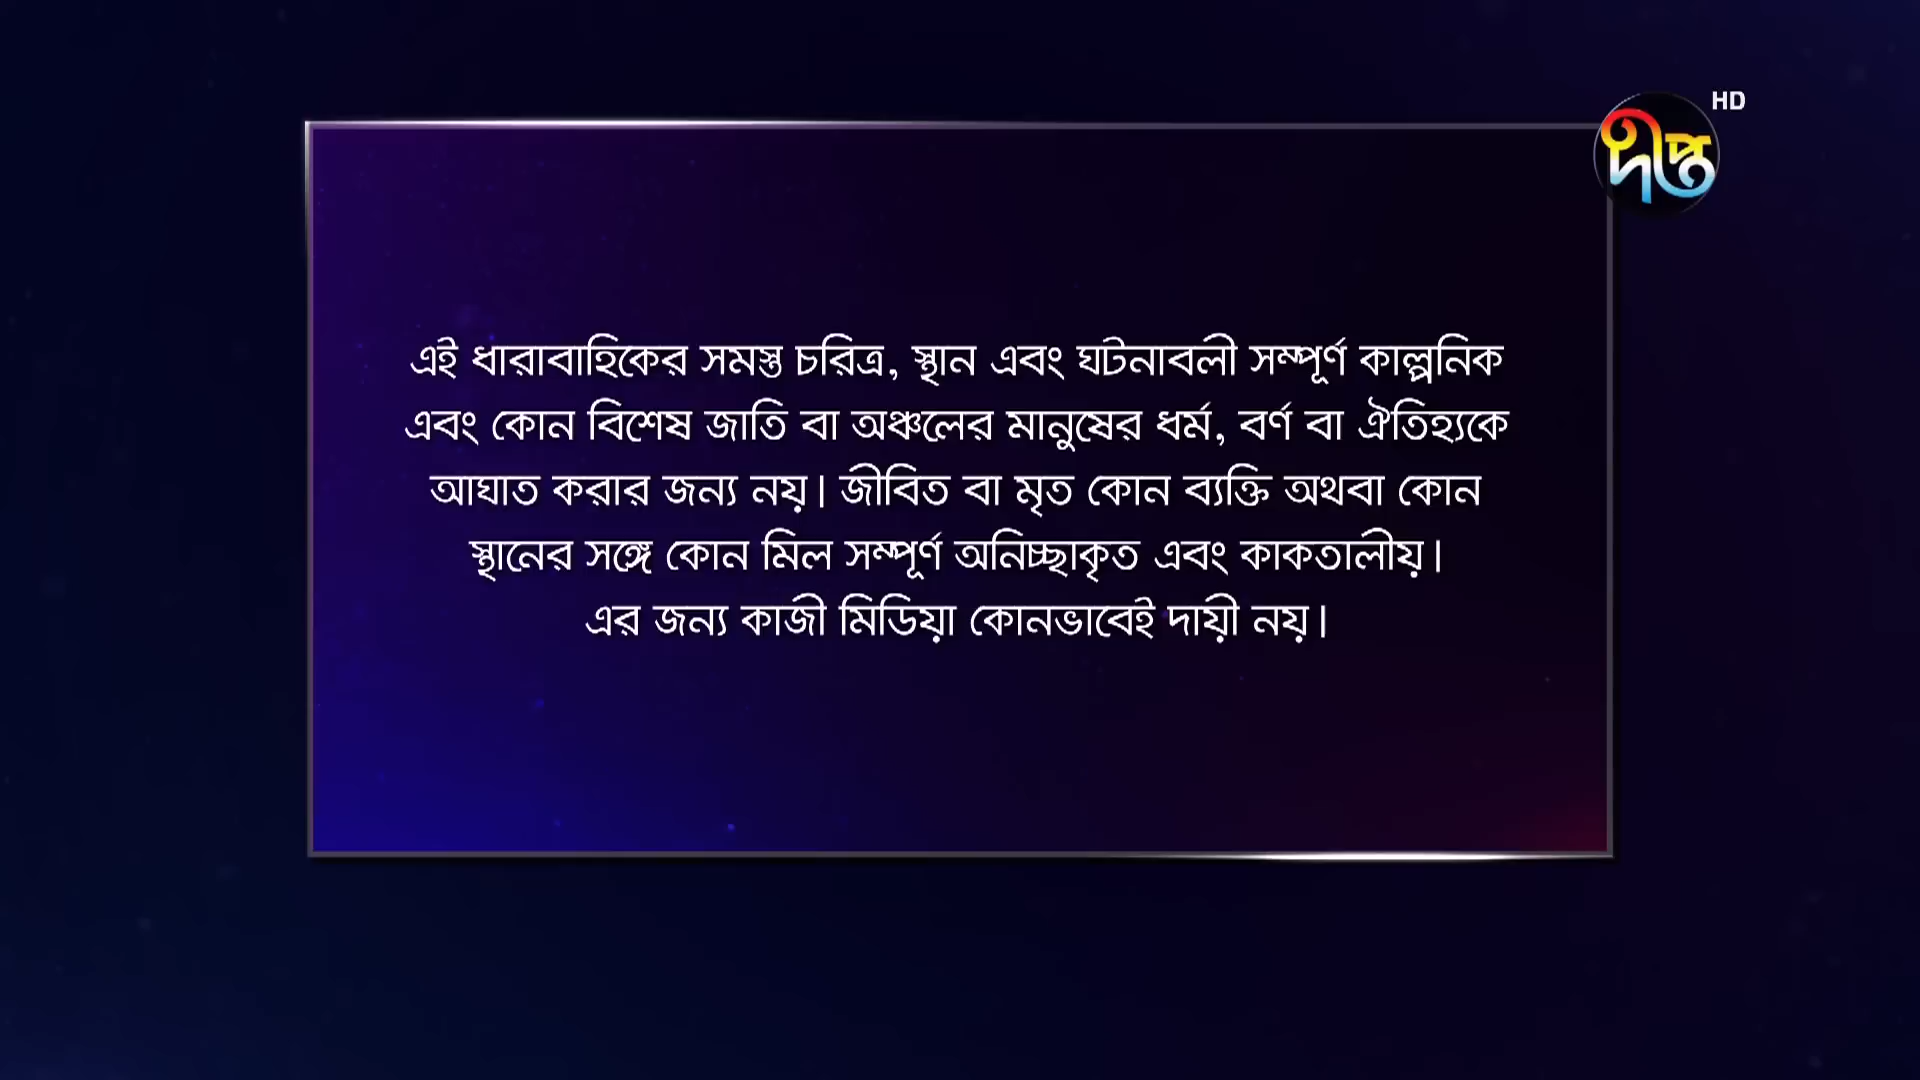 HD
দীপ্ত
এই ধারাবাহিকের সমস্ত চরিত্র, স্থান এবং ঘটনাবলী সম্পূর্ণ কাল্পনিক
এবং কোন বিশেষ জাতি বা অঞ্চলের মানুষের ধর্ম, বর্ণ বা ঐতিহ্যকে
আঘাত করার জন্য নয়। জীবিত বা মৃত কোন ব্যক্তি অথবা কোন
স্থানের সঙ্গে কোন মিল সম্পূর্ণ অনিচ্ছাকৃত এবং কাকতালীয়।
এর জন্য কাজী মিডিয়া কোনভাবেই দায়ী নয়।